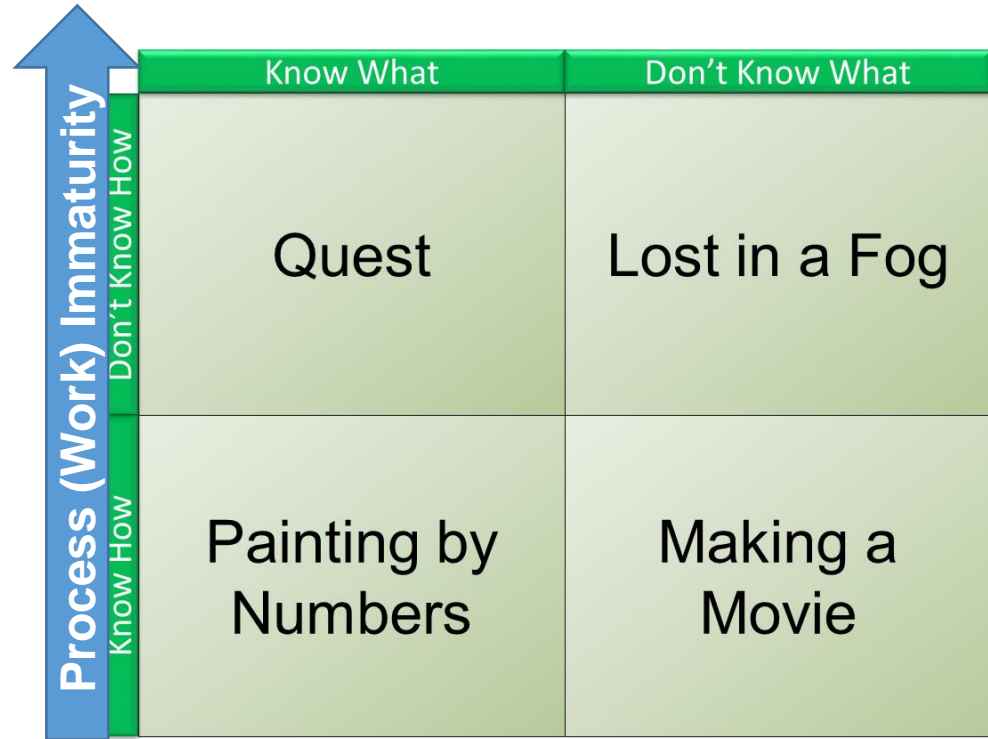 Know What
Don't Know What
Process (Work) Immaturity
Don't Know How
Quest
Lost in a Fog
Know How
Painting by
Numbers
Making a
Movie